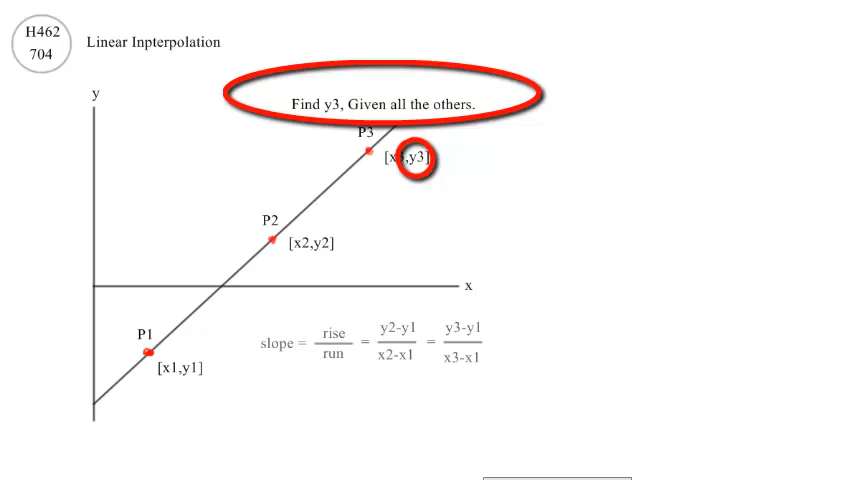 H462
704
Linear Inpterpolation
y
Find y3, Given all the others.
P3
[x3,y3]
P2
[x2,y2]
x
P1
[x1,y1]
slope = rise/run = y2-y1/x2-x1 = y3-y1/x3-x1